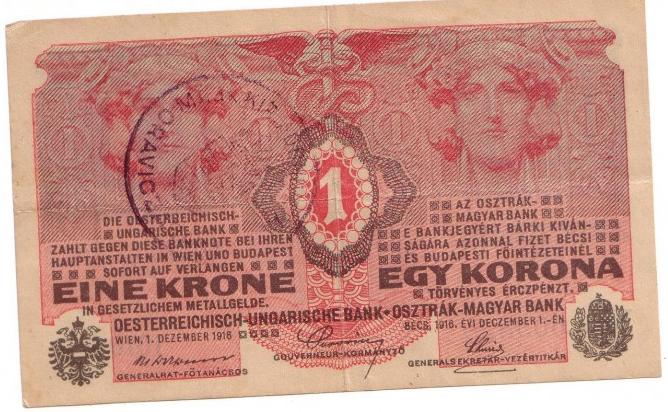 1
DIE OESTERREICHISCH-
UNGARISCHE BANK
ZAHLT GEGEN DIESE BANKNOTE BEI IHREN
HAUPTANSTALTEN IN WIEN UND BUDAPEST
SOFORT AUF VERLANGEN
EINE KRONE
IN GESETZLICHEM METALLGELDE.
AZ OSZTRÁK-
MAGYAR BANK
E BANKJEGYÉRT BÁRKI KIVÁN-
SÁGÁRA AZONNAL FIZET BÉCSI
ÉS BUDAPESTI FŐINTÉZETEINÉL
EGY KORONA
TÖRVÉNYES ÉRCZPÉNZT.
OESTERREICHISCH-UNGARISCHE BANK • OSZTRÁK-MAGYAR BANK
WIEN, 1. DEZEMBER 1916
BÉCS, 1916. ÉVI DECZEMBER 1.-ÉN
GENERALRAT-FŐTANÁCSOS
GOUVERNEUR-KORMÁNYZÓ
GENERALSEKRETÄR-VEZÉRTITKÁR